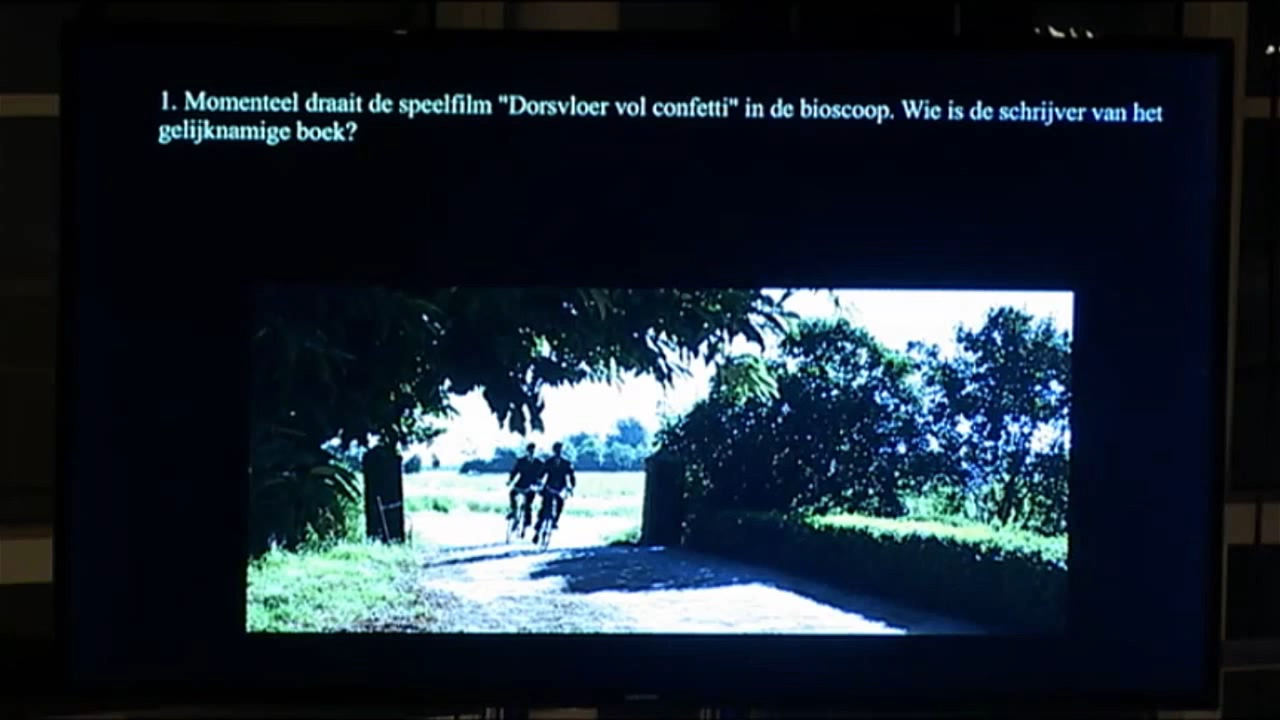 1. Momenteel draait de speelfilm "Dorsvloer vol confetti" in de bioscoop. Wie is de schrijver van het
gelijknamige boek?